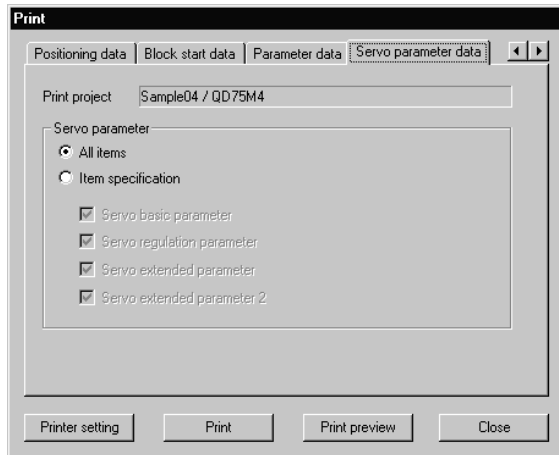 Print
Positioning data Block start data Parameter data Servo parameter data
Print project Sample04 / QD75M4
Servo parameter
All items
Item specification
Servo basic parameter
Servo regulation parameter
Servo extended parameter
Servo extended parameter 2
Printer setting Print Print preview Close